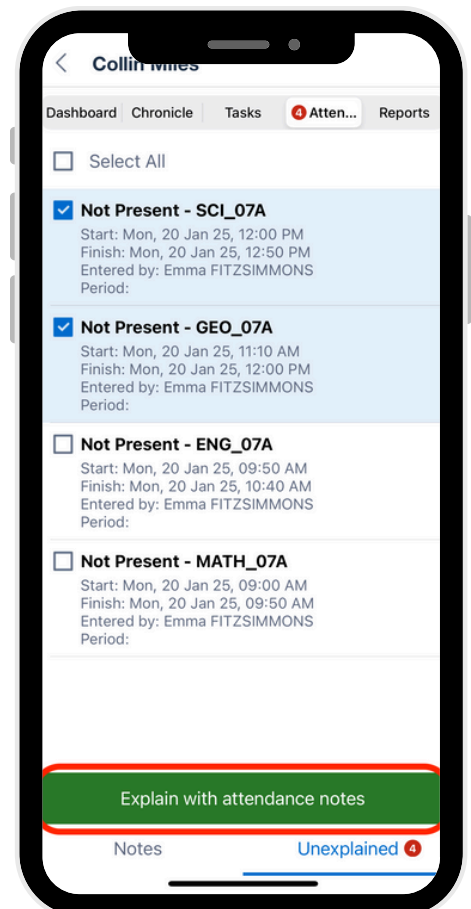 Collin Miles
Dashboard Chronicle Tasks 4 Atten... Reports
Select All
Not Present - SCI_07A
Start: Mon, 20 Jan 25, 12:00 PM
Finish: Mon, 20 Jan 25, 12:50 PM
Entered by: Emma FITZSIMMONS
Period:
Not Present - GEO_07A
Start: Mon, 20 Jan 25, 11:10 AM
Finish: Mon, 20 Jan 25, 12:00 PM
Entered by: Emma FITZSIMMONS
Period:
Not Present - ENG_07A
Start: Mon, 20 Jan 25, 09:50 AM
Finish: Mon, 20 Jan 25, 10:40 AM
Entered by: Emma FITZSIMMONS
Period:
Not Present - MATH_07A
Start: Mon, 20 Jan 25, 09:00 AM
Finish: Mon, 20 Jan 25, 09:50 AM
Entered by: Emma FITZSIMMONS
Period:
Explain with attendance notes
Notes Unexplained 4